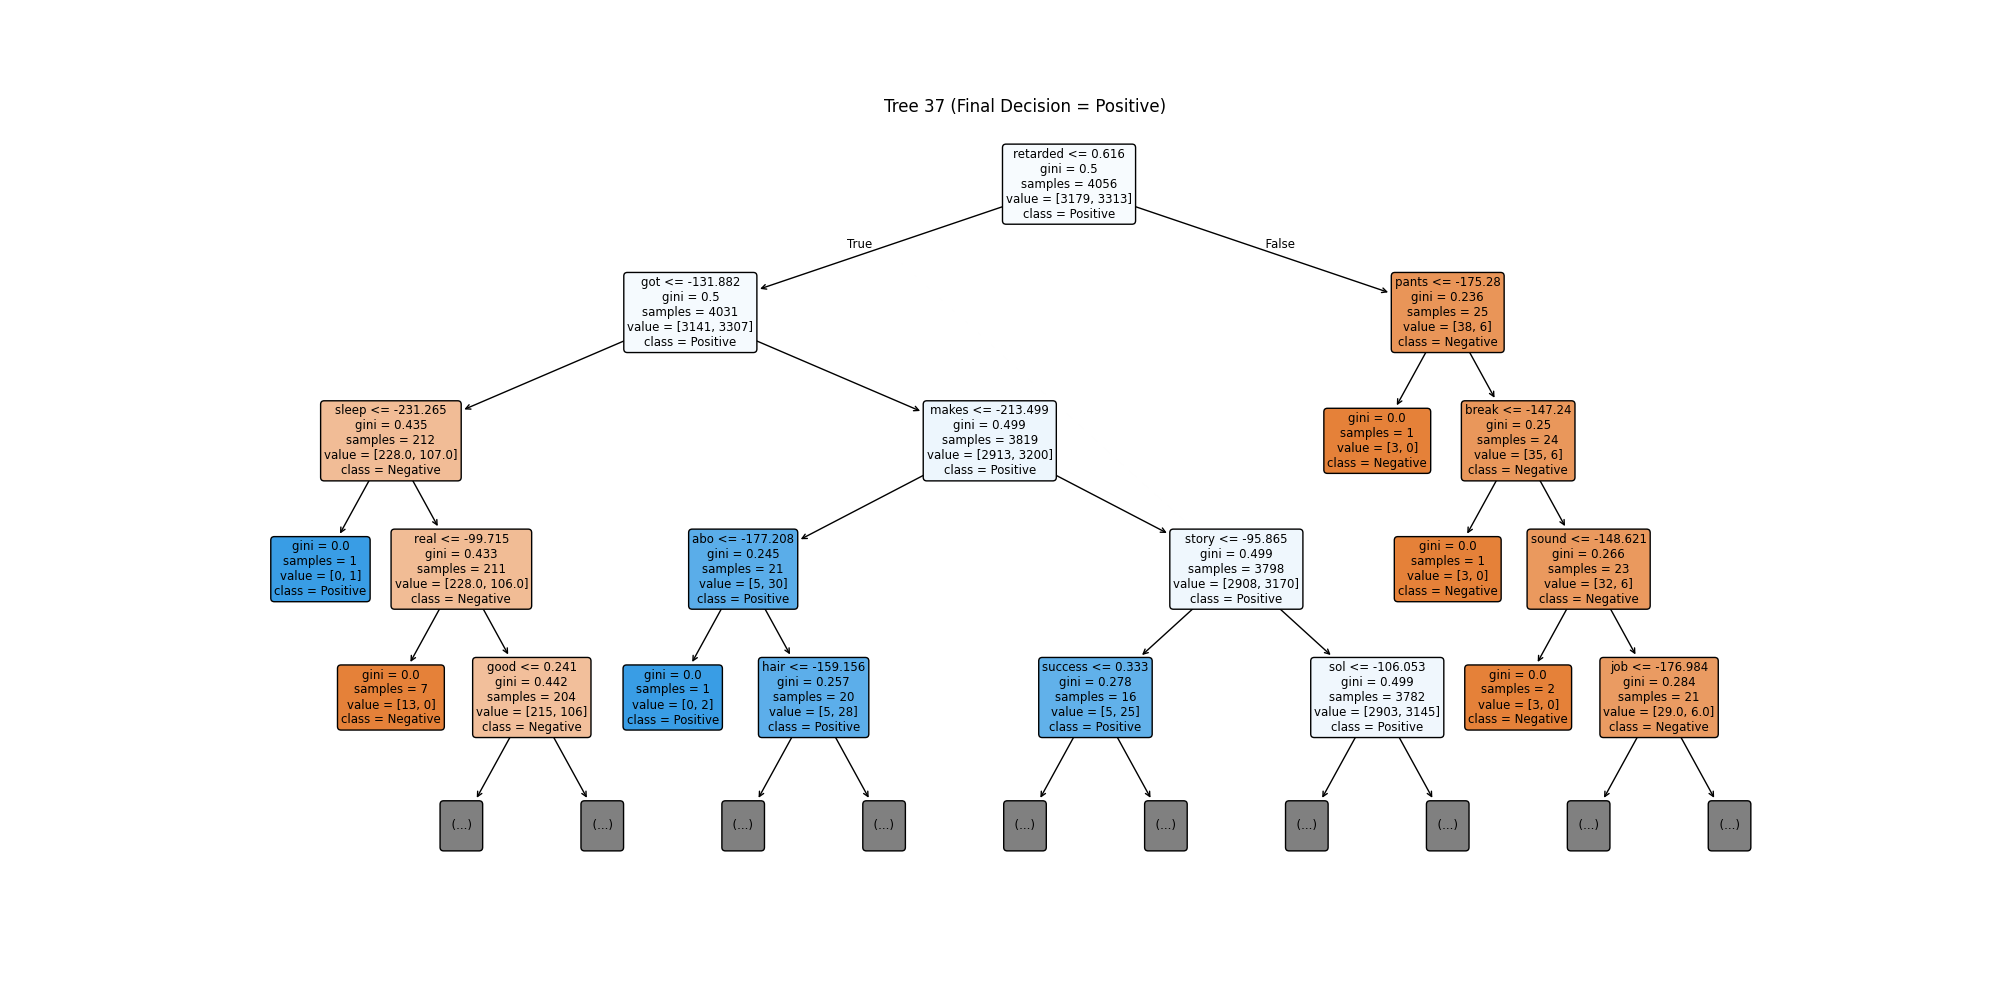 Tree 37 (Final Decision = Positive)
retarded <= 0.616
gini = 0.5
samples = 4056
value = [3179, 3313]
class = Positive
True
False
got <= -131.882
gini = 0.5
samples = 4031
value = [3141, 3307]
class = Positive
pants <= -175.28
gini = 0.236
samples = 25
value = [38, 6]
class = Negative
sleep <= -231.265
gini = 0.435
samples = 212
value = [228.0, 107.0]
class = Negative
makes <= -213.499
gini = 0.499
samples = 3819
value = [2913, 3200]
class = Positive
gini = 0.0
samples = 1
value = [3, 0]
class = Negative
break <= -147.24
gini = 0.25
samples = 24
value = [35, 6]
class = Negative
gini = 0.0
samples = 1
value = [0, 1]
class = Positive
real <= -99.715
gini = 0.433
samples = 211
value = [228.0, 106.0]
class = Negative
abo <= -177.208
gini = 0.245
samples = 21
value = [5, 30]
class = Positive
story <= -95.865
gini = 0.499
samples = 3798
value = [2908, 3170]
class = Positive
gini = 0.0
samples = 1
value = [3, 0]
class = Negative
sound <= -148.621
gini = 0.266
samples = 23
value = [32, 6]
class = Negative
gini = 0.0
samples = 7
value = [13, 0]
class = Negative
good <= 0.241
gini = 0.442
samples = 204
value = [215, 106]
class = Negative
gini = 0.0
samples = 1
value = [0, 2]
class = Positive
hair <= -159.156
gini = 0.257
samples = 20
value = [5, 28]
class = Positive
success <= 0.333
gini = 0.278
samples = 16
value = [5, 25]
class = Positive
sol <= -106.053
gini = 0.499
samples = 3782
value = [2903, 3145]
class = Positive
gini = 0.0
samples = 2
value = [3, 0]
class = Negative
job <= -176.984
gini = 0.284
samples = 21
value = [29.0, 6.0]
class = Negative
(...)
(...)
(...)
(...)
(...)
(...)
(...)
(...)
(...)
(...)